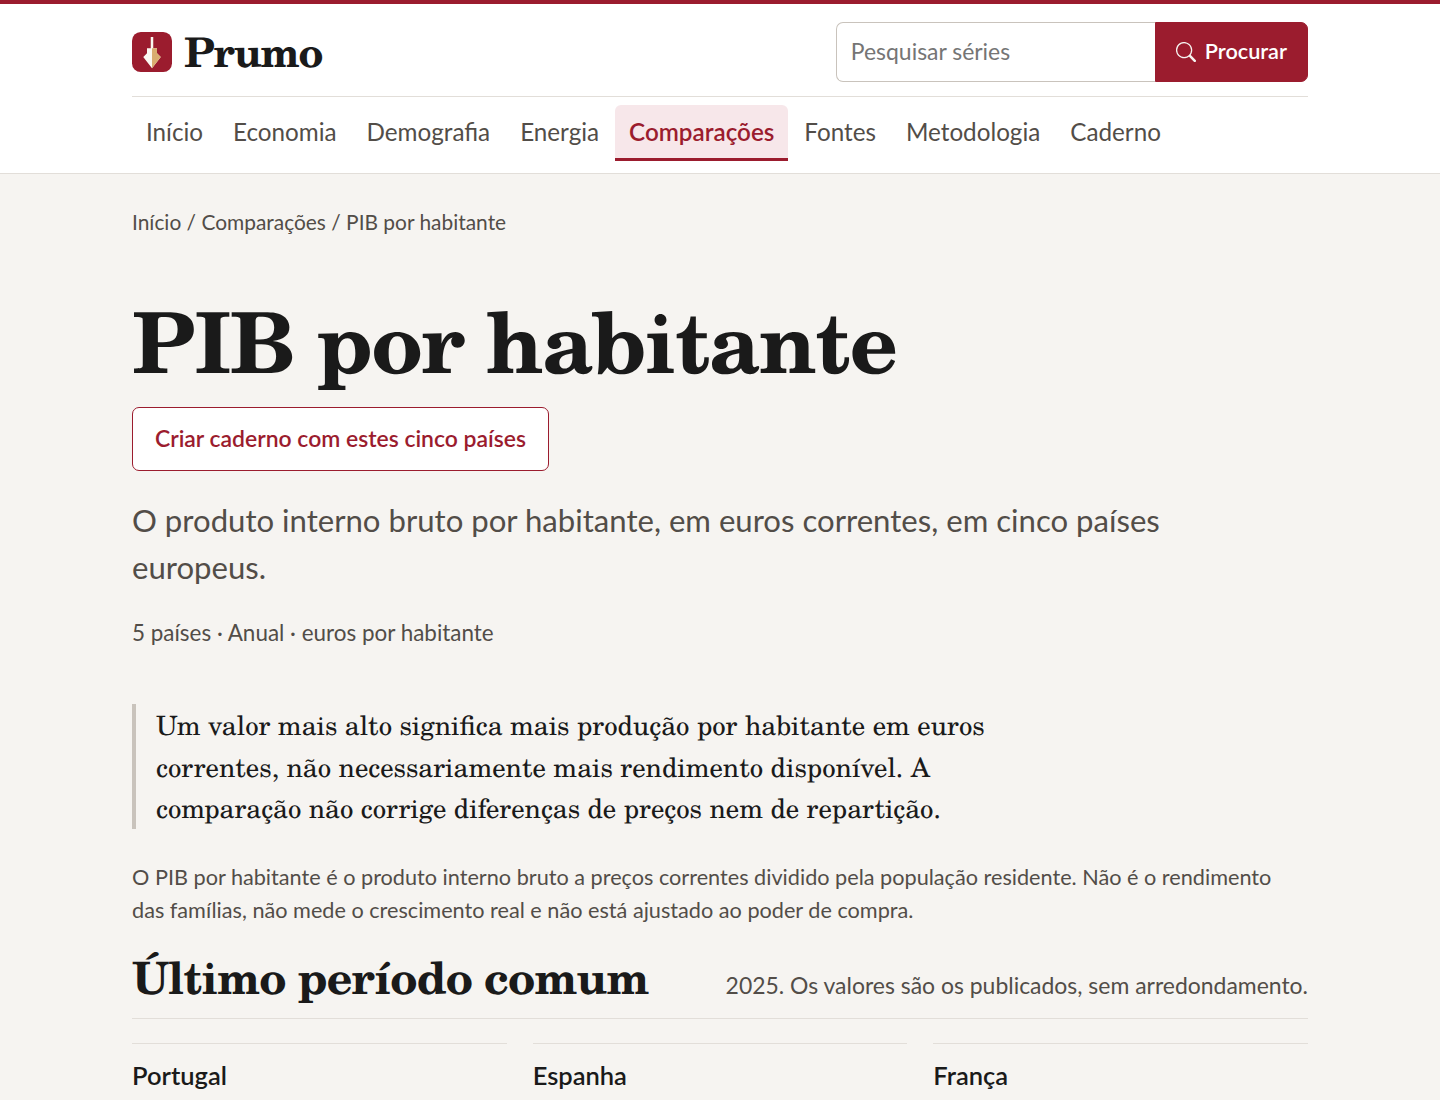 Prumo
Pesquisar séries
Procurar
Início
Economia
Demografia
Energia
Comparações
Fontes
Metodologia
Caderno
Início / Comparações / PIB por habitante
PIB por habitante
Criar caderno com estes cinco países
O produto interno bruto por habitante, em euros correntes, em cinco países
europeus.
5 países · Anual · euros por habitante
Um valor mais alto significa mais produção por habitante em euros
correntes, não necessariamente mais rendimento disponível. A
comparação não corrige diferenças de preços nem de repartição.
O PIB por habitante é o produto interno bruto a preços correntes dividido pela população residente. Não é o rendimento
das famílias, não mede o crescimento real e não está ajustado ao poder de compra.
Último período comum
2025. Os valores são os publicados, sem arredondamento.
Portugal
Espanha
França